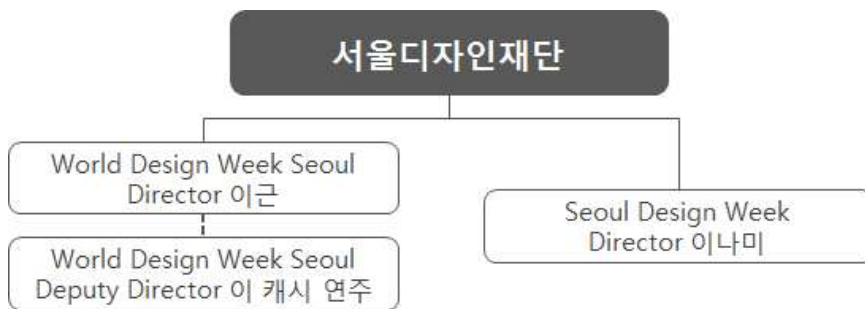 서울디자인재단
World Design Week Seoul
Director 이근
World Design Week Seoul
Deputy Director 이 캐시 연주
Seoul Design Week
Director 이나미